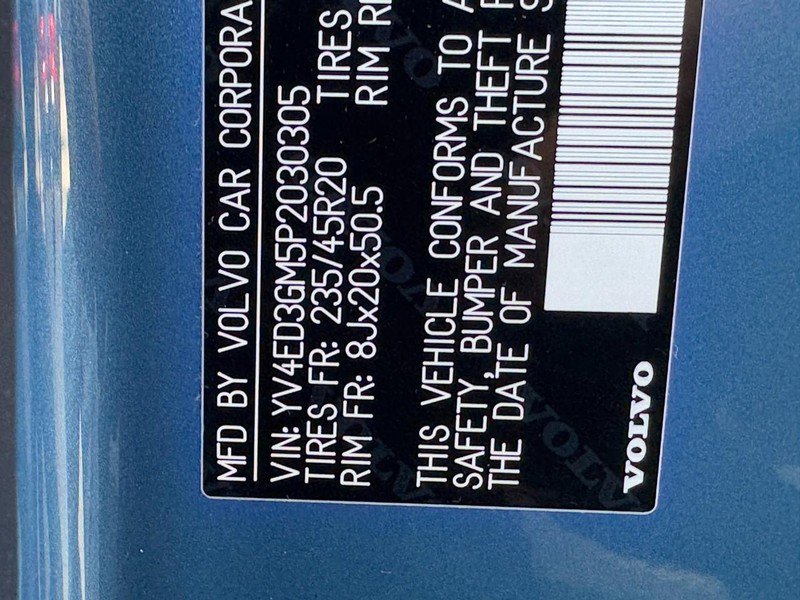 MFD BY VOLVO CAR CORPORA
VIN: YV4ED3GM5P2030305
TIRES FR: 235/45R20 TIRES
RIM FR: 8Jx20x50.5 RIM R
THIS VEHICLE CONFORMS TO A
SAFETY, BUMPER AND THEFT
THE DATE OF MANUFACTURE S
VOLVO